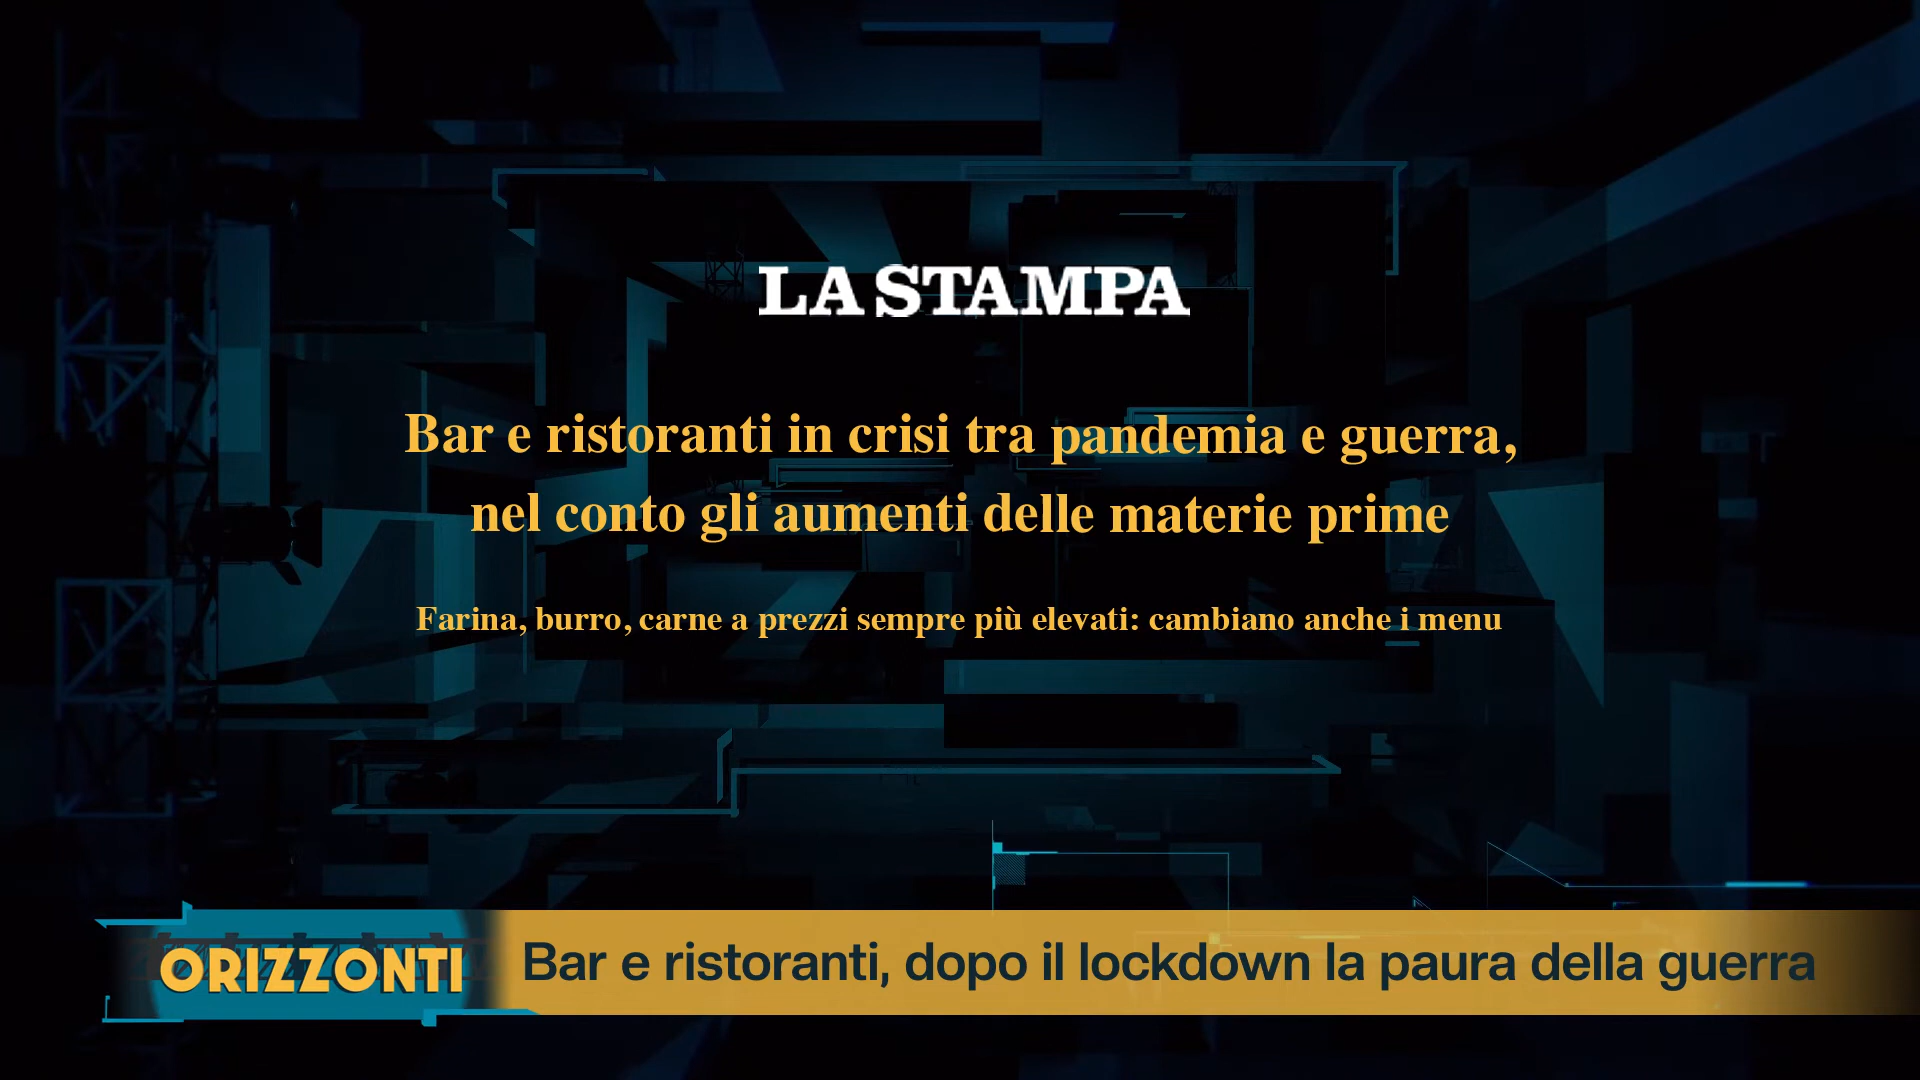 LA STAMPA
Bar e ristoranti in crisi tra pandemia e guerra,
nel conto gli aumenti delle materie prime
Farina, burro, carne a prezzi sempre più elevati: cambiano anche i menu
ORIZZONTI
Bar e ristoranti, dopo il lockdown la paura della guerra